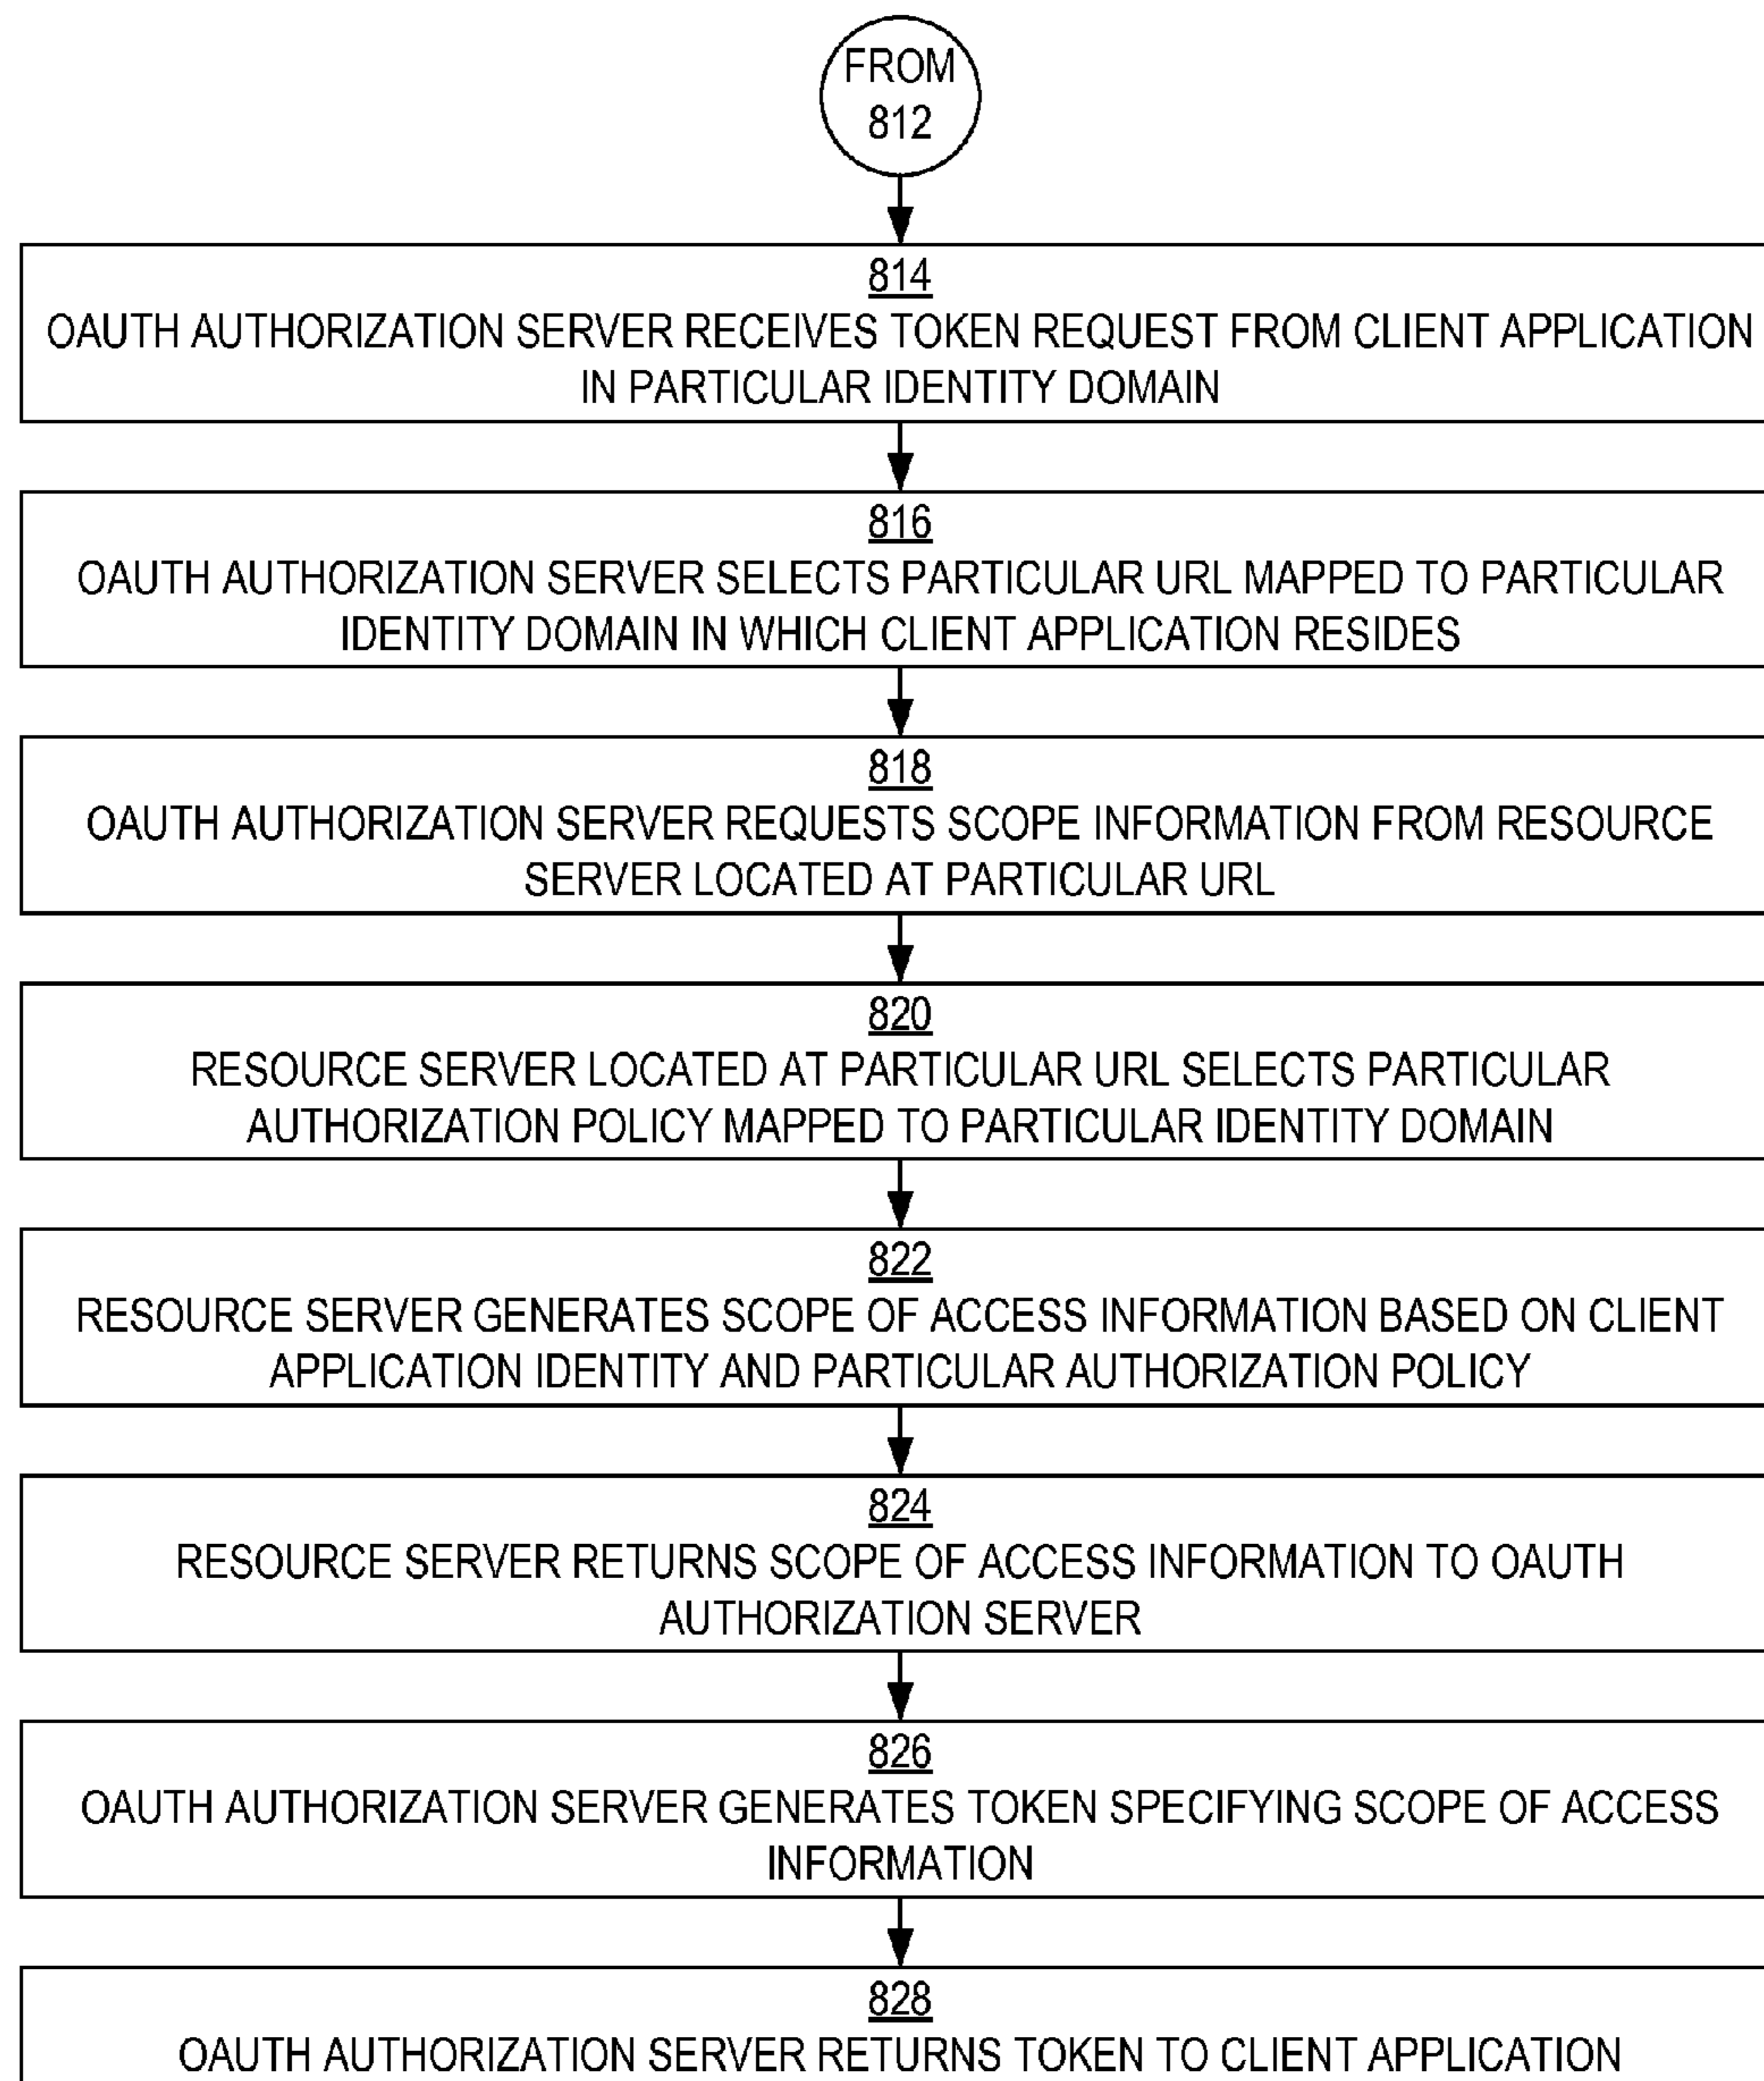 FROM
812
814
OAUTH AUTHORIZATION SERVER RECEIVES TOKEN REQUEST FROM CLIENT APPLICATION
IN PARTICULAR IDENTITY DOMAIN
816
OAUTH AUTHORIZATION SERVER SELECTS PARTICULAR URL MAPPED TO PARTICULAR
IDENTITY DOMAIN IN WHICH CLIENT APPLICATION RESIDES
818
OAUTH AUTHORIZATION SERVER REQUESTS SCOPE INFORMATION FROM RESOURCE
SERVER LOCATED AT PARTICULAR URL
820
RESOURCE SERVER LOCATED AT PARTICULAR URL SELECTS PARTICULAR
AUTHORIZATION POLICY MAPPED TO PARTICULAR IDENTITY DOMAIN
822
RESOURCE SERVER GENERATES SCOPE OF ACCESS INFORMATION BASED ON CLIENT
APPLICATION IDENTITY AND PARTICULAR AUTHORIZATION POLICY
824
RESOURCE SERVER RETURNS SCOPE OF ACCESS INFORMATION TO OAUTH
AUTHORIZATION SERVER
826
OAUTH AUTHORIZATION SERVER GENERATES TOKEN SPECIFYING SCOPE OF ACCESS
INFORMATION
828
OAUTH AUTHORIZATION SERVER RETURNS TOKEN TO CLIENT APPLICATION